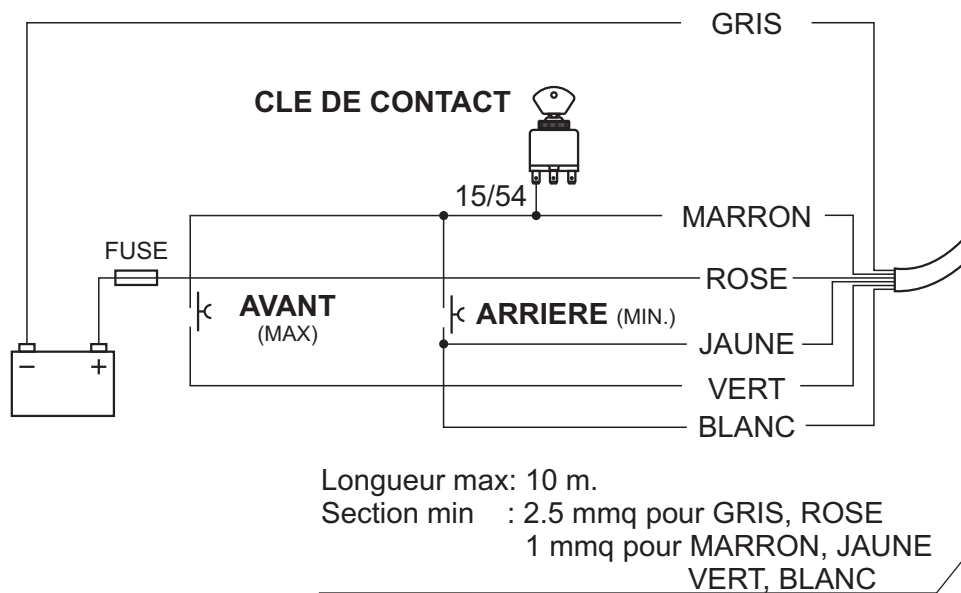 GRIS
CLE DE CONTACT
15/54
MARRON
FUSE
ROSE
AVANT
(MAX)
ARRIERE (MIN.)
JAUNE
− +
VERT
BLANC
Longueur max: 10 m.
Section min : 2.5 mmq pour GRIS, ROSE
1 mmq pour MARRON, JAUNE
VERT, BLANC